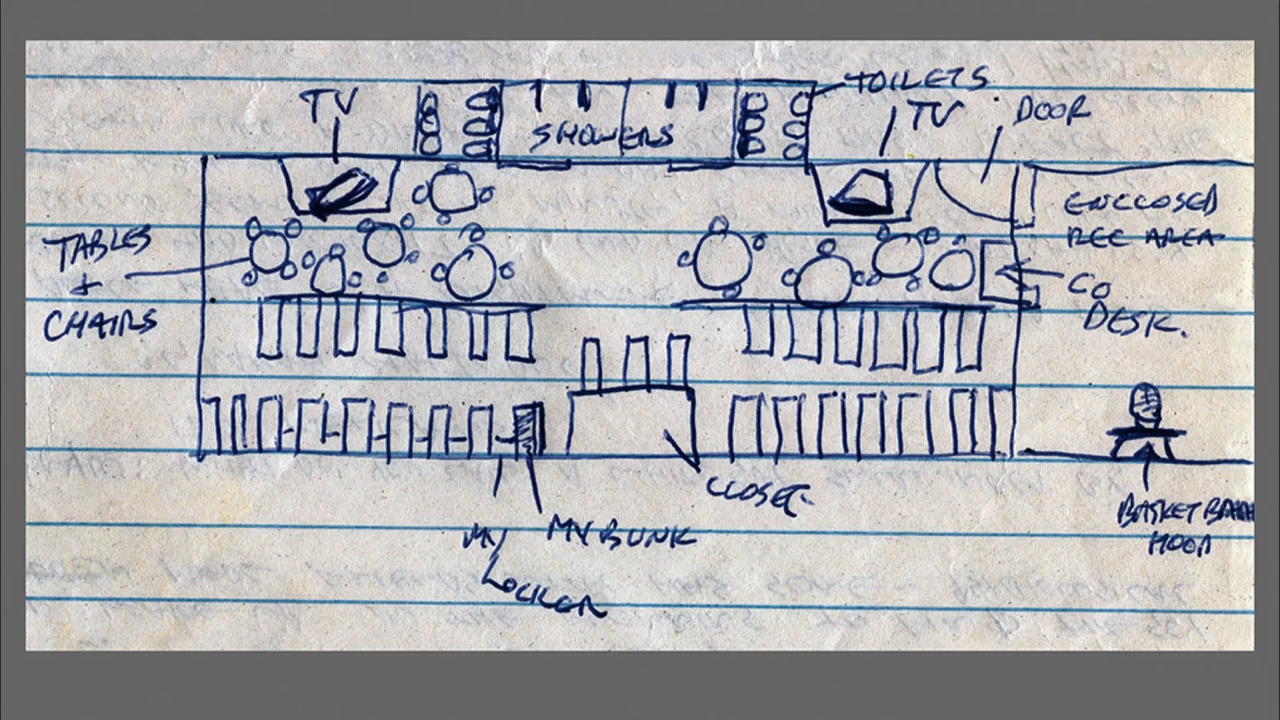 TOILETS
TV
TV
DOOR
SHOWERS
ENCLOSED
REC AREA
TABLES
+
CHAIRS
CO
DESK.
CLOSET
MY BUNK
MY
LOCKER
BASKETBALL
HOOP